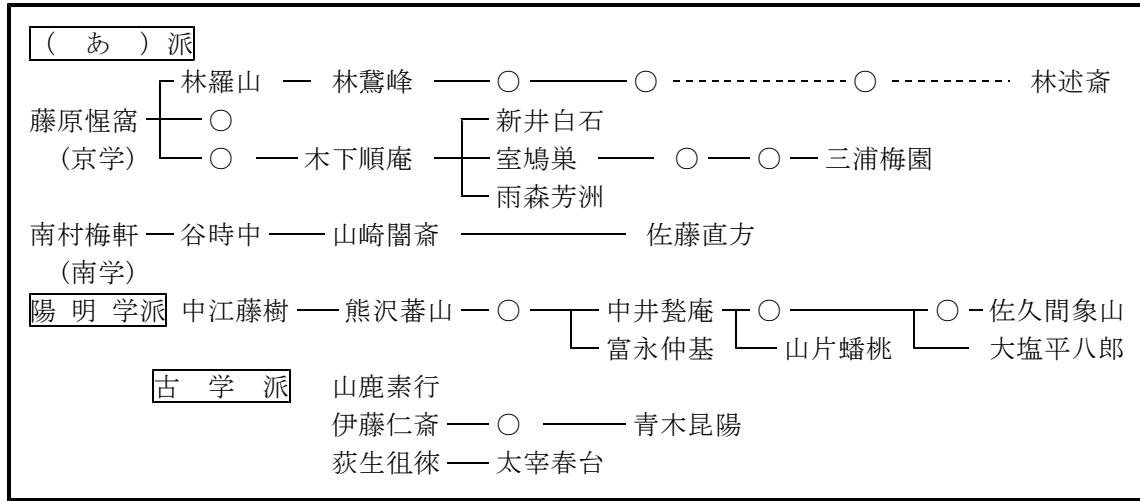 ( あ ) 派
林羅山 林鵞峰 ○ ○ ○ 林述斎
藤原惺窩 ○ 新井白石
(京学) ○ 木下順庵 室鳩巣 ○ ○ 三浦梅園
雨森芳洲
南村梅軒 谷時中 山崎闇斎 佐藤直方
(南学)
陽 明 学派 中江藤樹 熊沢蕃山 ○ 中井甃庵 ○ ○ 佐久間象山
富永仲基 山片蟠桃 大塩平八郎
古 学 派 山鹿素行
伊藤仁斎 ○ 青木昆陽
荻生徂徠 太宰春台